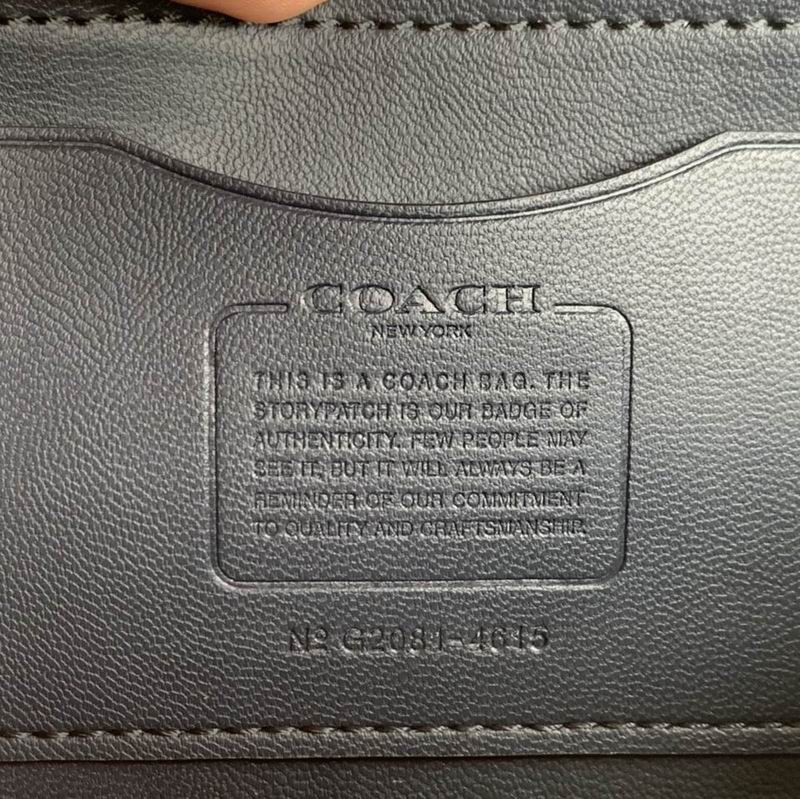 COACH
NEW YORK
THIS IS A COACH BAG. THE
STORYPATCH IS OUR BADGE OF
AUTHENTICITY. FEW PEOPLE MAY
SEE IT, BUT IT WILL ALWAYS BE A
REMINDER OF OUR COMMITMENT
TO QUALITY AND CRAFTSMANSHIP.
Nº G2081-4615